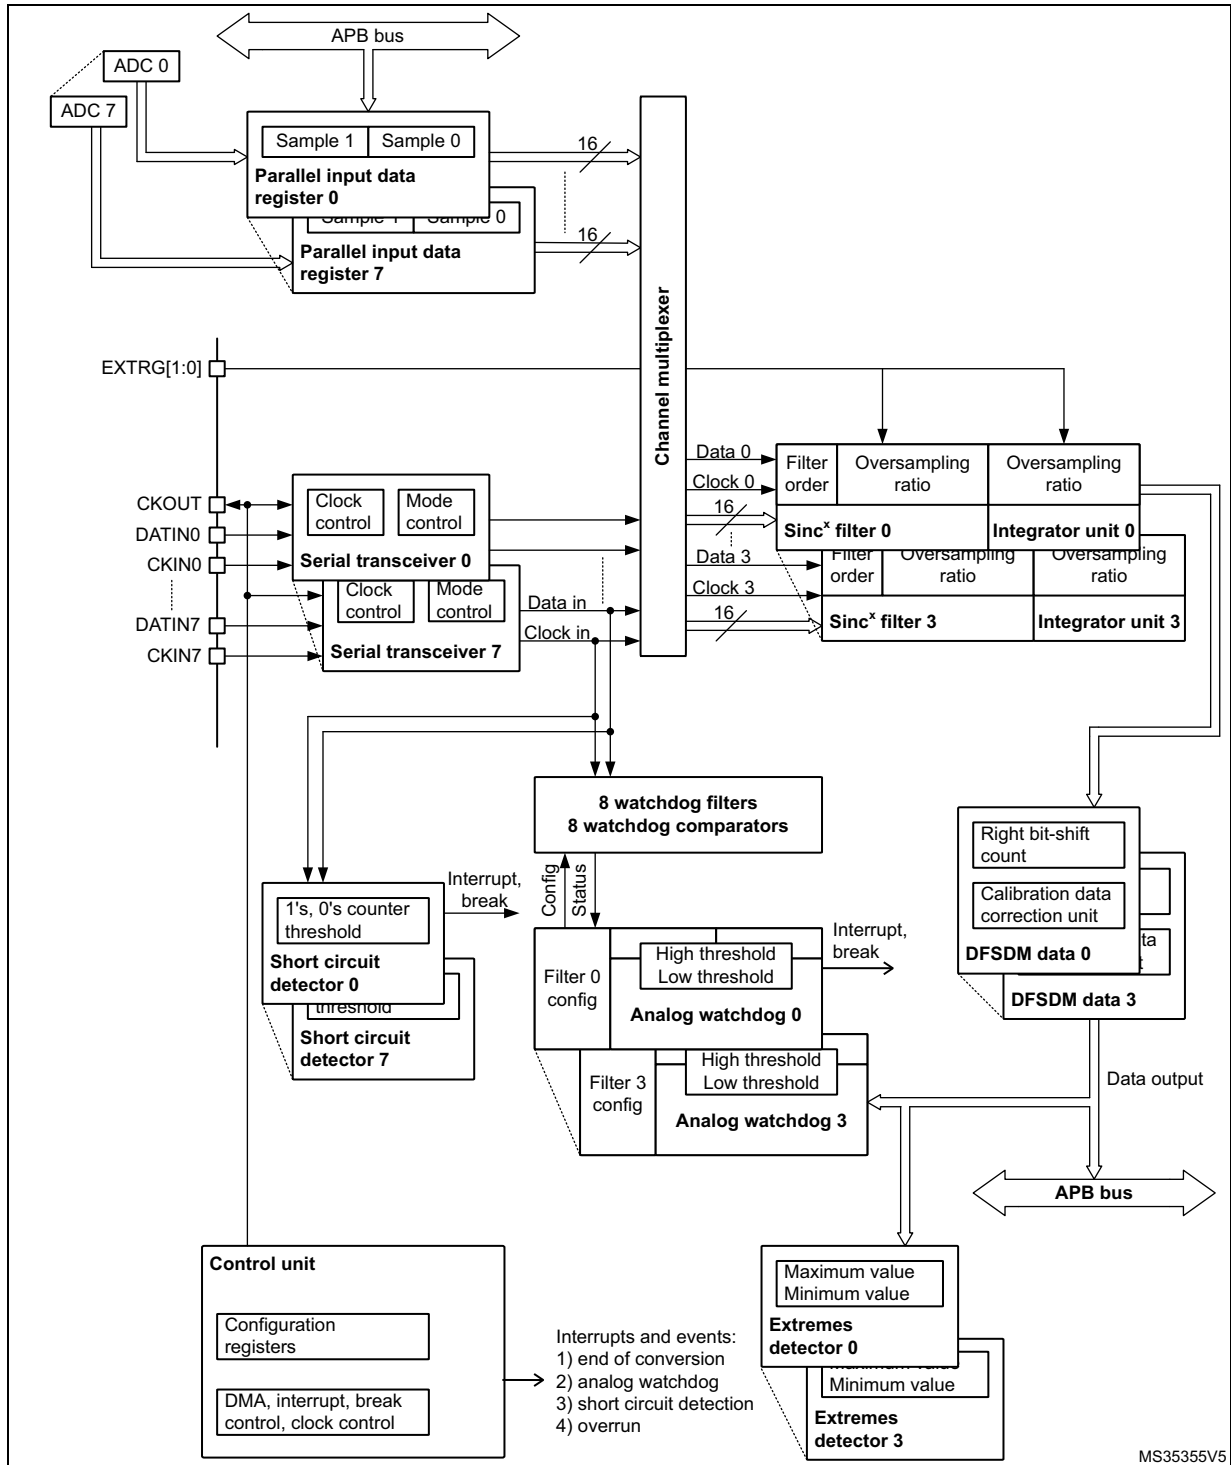 APB bus
ADC 0
ADC 7
Sample 1 Sample 0
Parallel input data
register 0
Sample 1 Sample 0
Parallel input data
register 7
16
16
Channel multiplexer
EXTRG[1:0]
CKOUT
DATIN0
CKIN0
DATIN7
CKIN7
Clock
control
Mode
control
Serial transceiver 0
Clock
control
Mode
control
Serial transceiver 7
Data in
Clock in
Data 0
Clock 0
16
Data 3
Clock 3
16
Filter
order
Oversampling
ratio
Oversampling
ratio
Sincˣ filter 0
Integrator unit 0
Filter
order
Oversampling
ratio
Oversampling
ratio
Sincˣ filter 3
Integrator unit 3
8 watchdog filters
8 watchdog comparators
Config
Status
1's, 0's counter
threshold
Short circuit
detector 0
threshold
Short circuit
detector 7
Interrupt,
break
Filter 0
config
High threshold
Low threshold
Analog watchdog 0
Filter 3
config
High threshold
Low threshold
Analog watchdog 3
Interrupt,
break
Right bit-shift
count
Calibration data
correction unit
DFSDM data 0
DFSDM data 3
Data output
APB bus
Control unit
Configuration
registers
DMA, interrupt, break
control, clock control
Interrupts and events:
1) end of conversion
2) analog watchdog
3) short circuit detection
4) overrun
Maximum value
Minimum value
Extremes
detector 0
Maximum value
Minimum value
Extremes
detector 3
MS35355V5